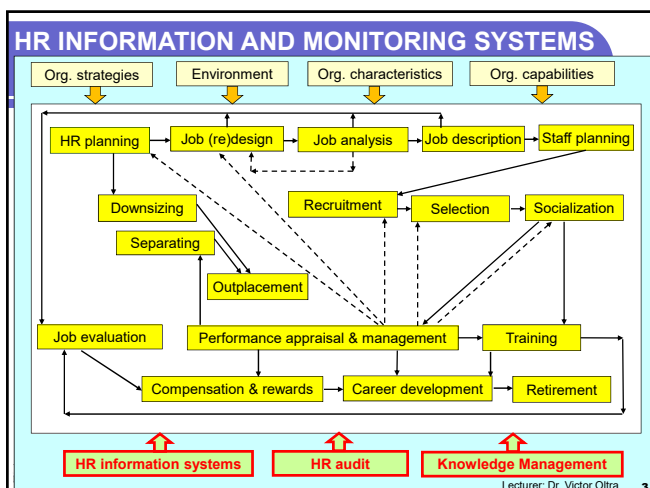 HR INFORMATION AND MONITORING SYSTEMS
Org. strategies
Environment
Org. characteristics
Org. capabilities
HR planning
Job (re)design
Job analysis
Job description
Staff planning
Downsizing
Recruitment
Selection
Socialization
Separating
Outplacement
Job evaluation
Performance appraisal & management
Training
Compensation & rewards
Career development
Retirement
HR information systems
HR audit
Knowledge Management
Lecturer: Dr. Victor Oltra
3